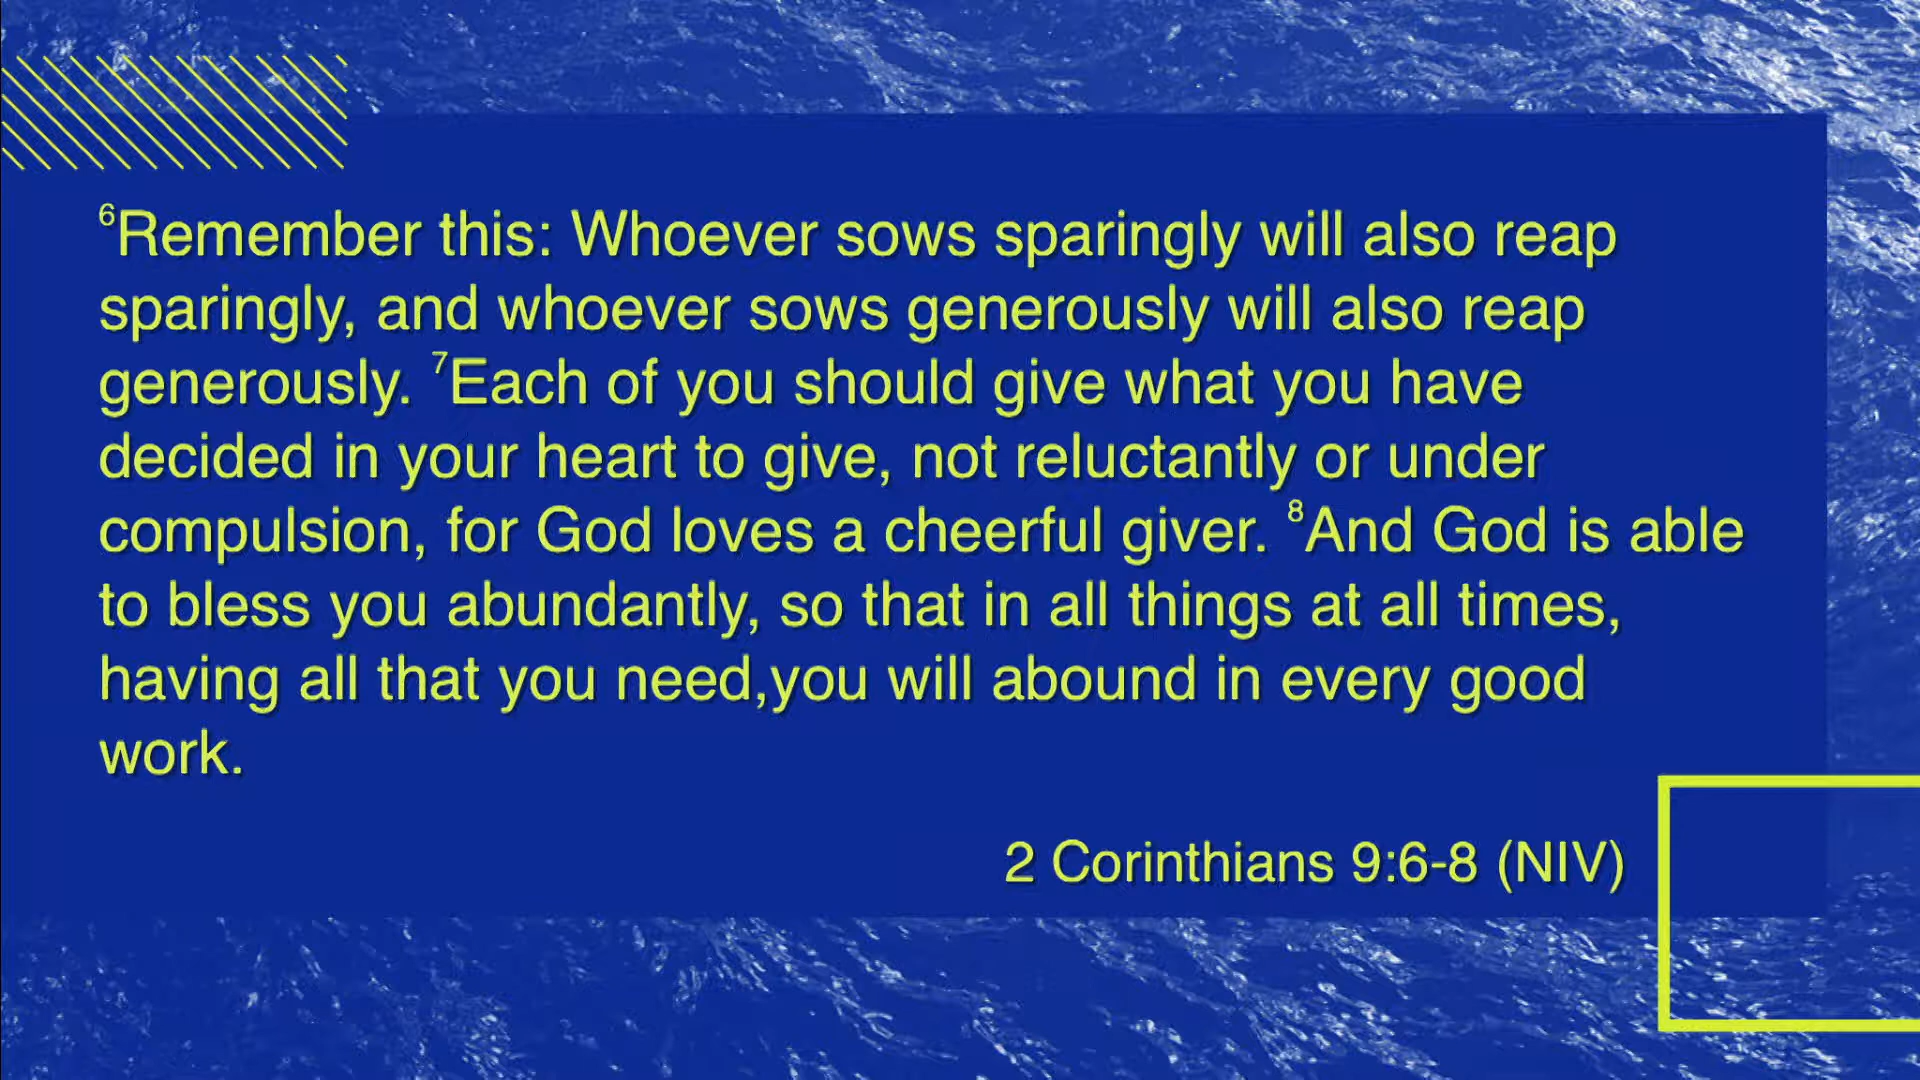 ⁶Remember this: Whoever sows sparingly will also reap
sparingly, and whoever sows generously will also reap
generously. ⁷Each of you should give what you have
decided in your heart to give, not reluctantly or under
compulsion, for God loves a cheerful giver. ⁸And God is able
to bless you abundantly, so that in all things at all times,
having all that you need,you will abound in every good
work.
2 Corinthians 9:6-8 (NIV)